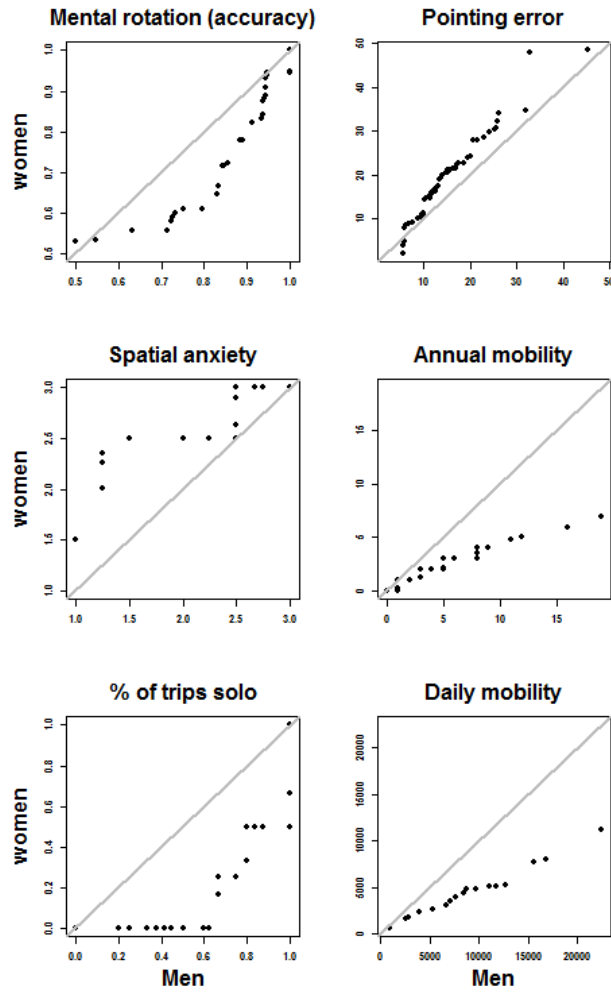 Mental rotation (accuracy)
women
1.0
0.9
0.8
0.7
0.6
0.5
0.5 0.6 0.7 0.8 0.9 1.0
Pointing error
50
40
30
20
10
10 20 30 40 50
Spatial anxiety
women
3.0
2.5
2.0
1.5
1.0
1.0 1.5 2.0 2.5 3.0
Annual mobility
15
10
5
0
0 5 10 15
% of trips solo
women
1.0
0.8
0.6
0.4
0.2
0.0
0.0 0.2 0.4 0.6 0.8 1.0
Men
Daily mobility
20000
15000
10000
5000
0
0 5000 10000 15000 20000
Men